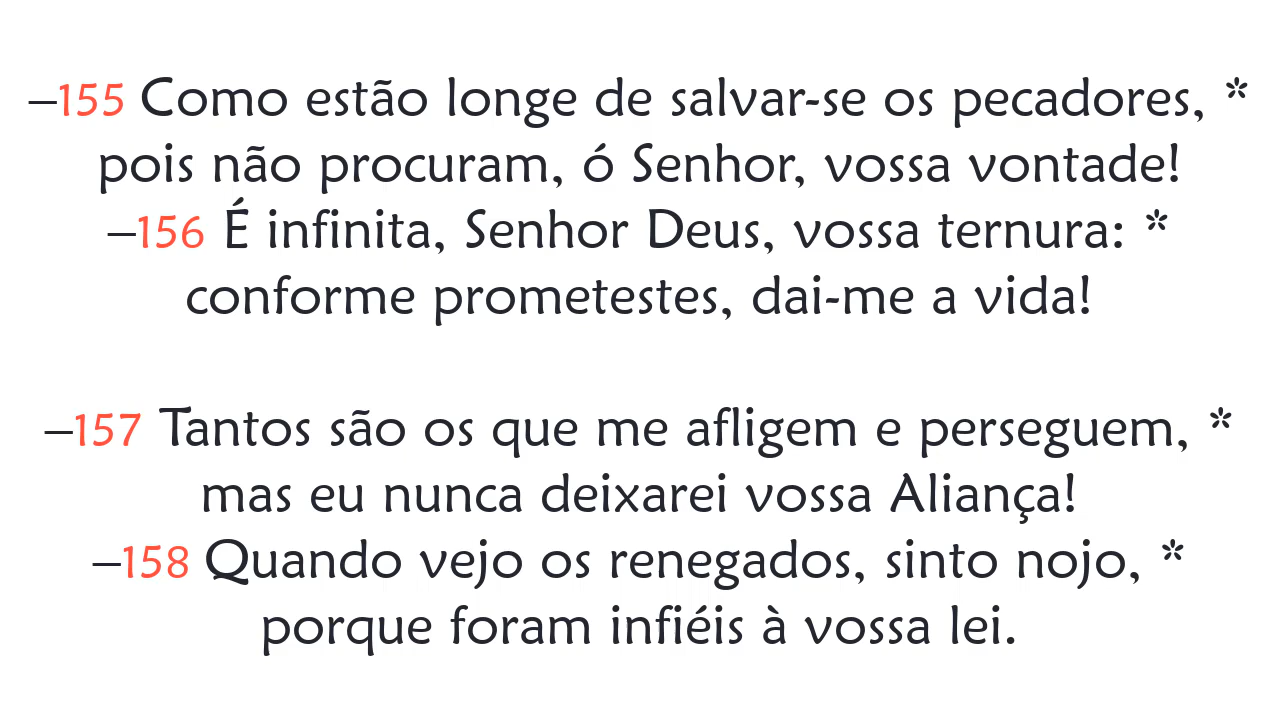 –155 Como estão longe de salvar-se os pecadores, *
pois não procuram, ó Senhor, vossa vontade!
–156 É infinita, Senhor Deus, vossa ternura: *
conforme prometestes, dai-me a vida!
–157 Tantos são os que me afligem e perseguem, *
mas eu nunca deixarei vossa Aliança!
–158 Quando vejo os renegados, sinto nojo, *
porque foram infiéis à vossa lei.